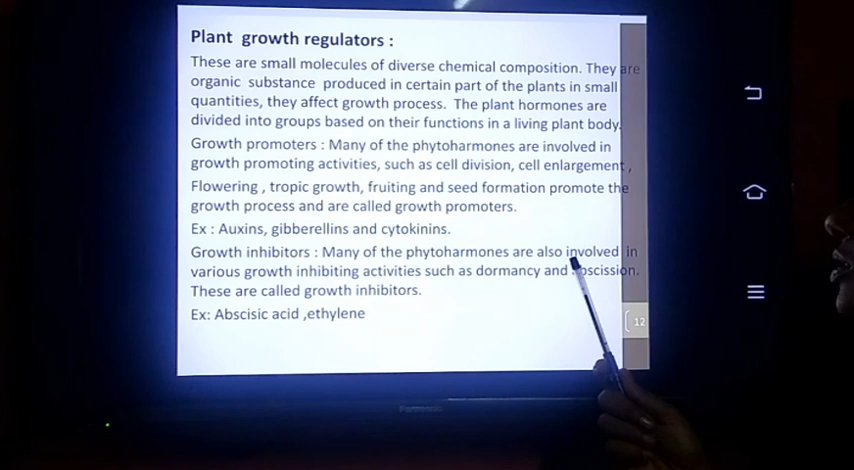 Plant growth regulators :
These are small molecules of diverse chemical composition. They are
organic substance produced in certain part of the plants in small
quantities, they affect growth process. The plant hormones are
divided into groups based on their functions in a living plant body.
Growth promoters : Many of the phytoharmones are involved in
growth promoting activities, such as cell division, cell enlargement ,
Flowering , tropic growth, fruiting and seed formation promote the
growth process and are called growth promoters.
Ex : Auxins, gibberellins and cytokinins.
Growth inhibitors : Many of the phytoharmones are also involved in
various growth inhibiting activities such as dormancy and abscission.
These are called growth inhibitors.
Ex: Abscisic acid ,ethylene
12
Panasonic